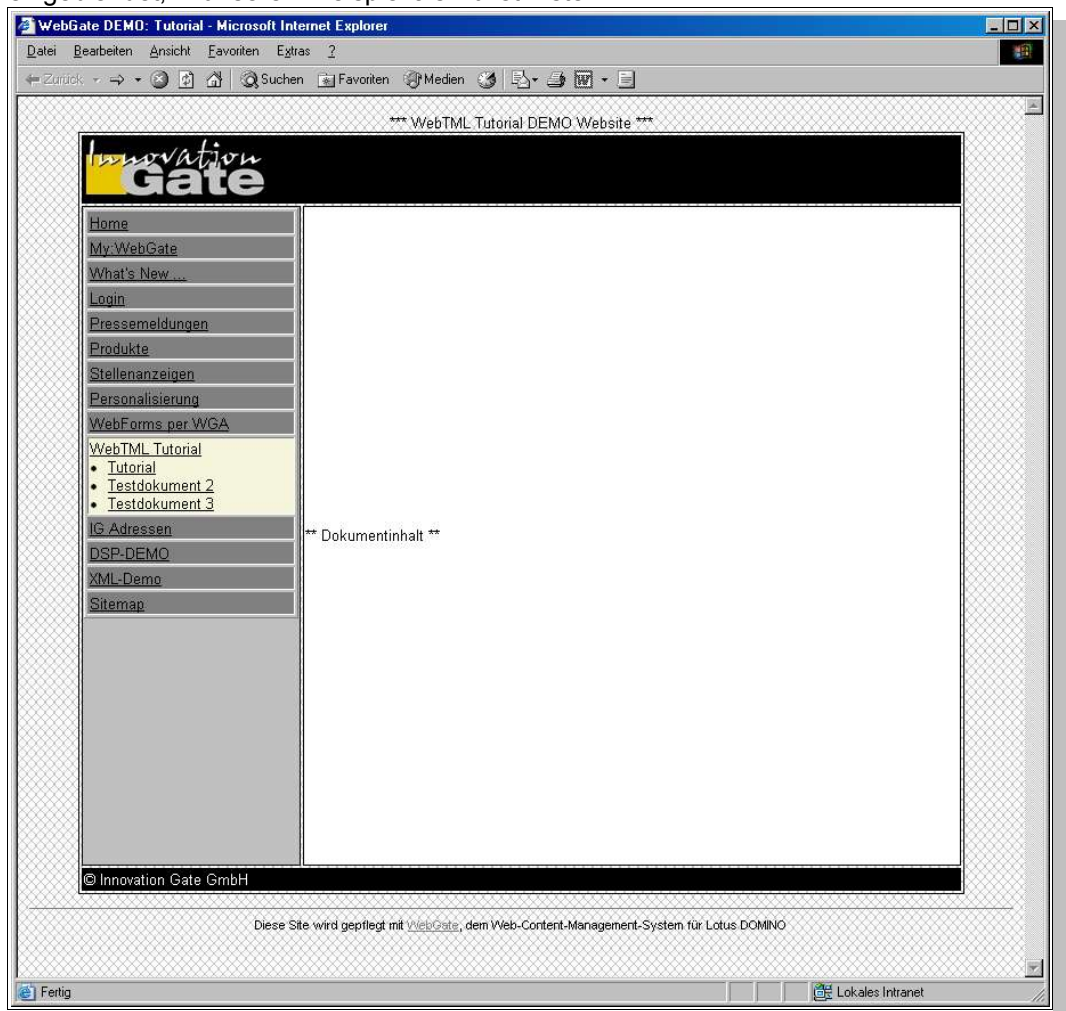 WebGate DEMO: Tutorial - Microsoft Internet Explorer
Datei Bearbeiten Ansicht Favoriten Extras ?
Zurück Suchen Favoriten Medien
*** WebTML Tutorial DEMO Website ***
Innovation
Gate
Home
My:WebGate
What's New ...
Login
Pressemeldungen
Produkte
Stellenanzeigen
Personalisierung
WebForms per WGA
WebTML Tutorial
• Tutorial
• Testdokument 2
• Testdokument 3
IG Adressen
DSP-DEMO
XML-Demo
Sitemap
** Dokumentinhalt **
© Innovation Gate GmbH
Diese Site wird gepflegt mit WebGate, dem Web-Content-Management-System für Lotus DOMINO
Fertig Lokales Intranet